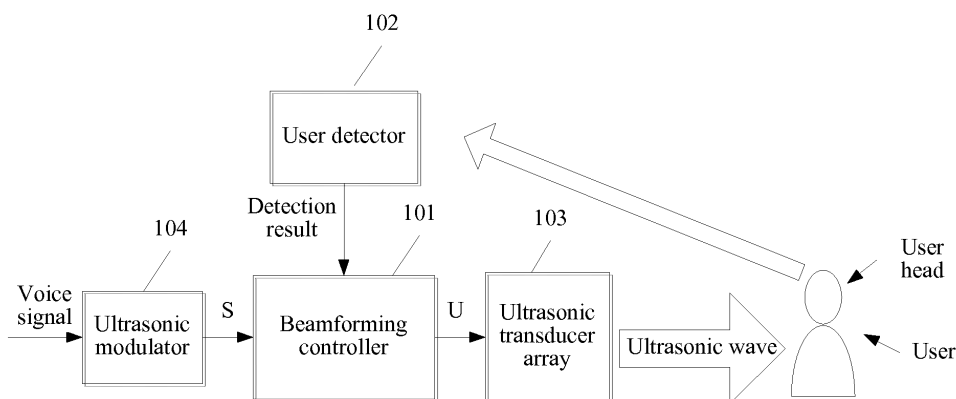 102
User detector
Detection
result
101
103
104
User
head
Voice
signal
S
U
Ultrasonic
modulator
Beamforming
controller
Ultrasonic
transducer
array
Ultrasonic wave
User